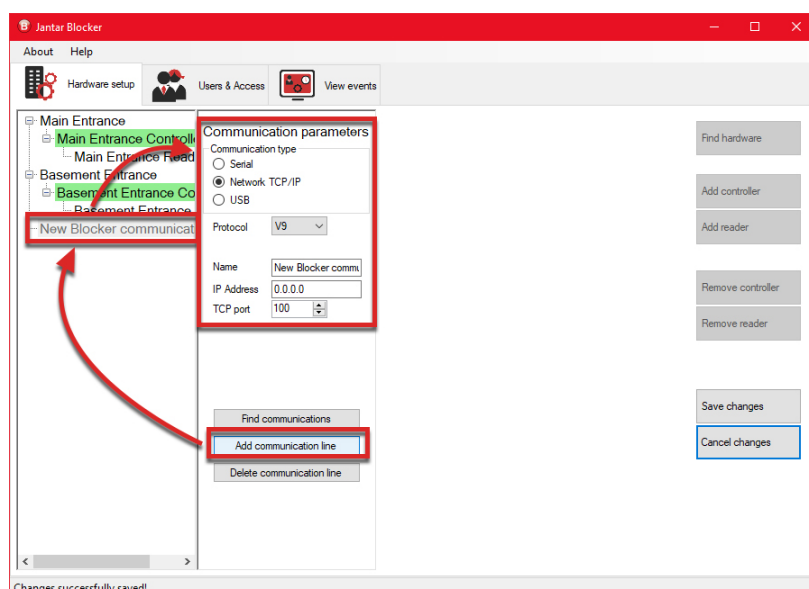 Jantar Blocker
About Help
Hardware setup
Users & Access
View events
Main Entrance
Main Entrance Controlle
Main Entrance Read
Basement Entrance
Basement Entrance Co
Basement Entrance
New Blocker communicat
Communication parameters
Communication type
Serial
Network TCP/IP
USB
Protocol V9
Name New Blocker commu
IP Address 0.0.0.0
TCP port 100
Find communications
Add communication line
Delete communication line
Find hardware
Add controller
Add reader
Remove controller
Remove reader
Save changes
Cancel changes
Changes successfully saved!